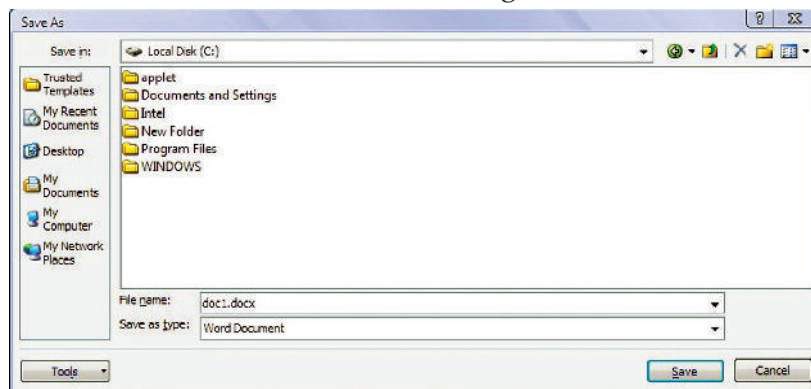 Save As
Save in:
Local Disk (C:)
Trusted
Templates
My Recent
Documents
Desktop
My
Documents
My
Computer
My Network
Places
applet
Documents and Settings
Intel
New Folder
Program Files
WINDOWS
File name:
doc1.docx
Save as type:
Word Document
Tools
Save
Cancel